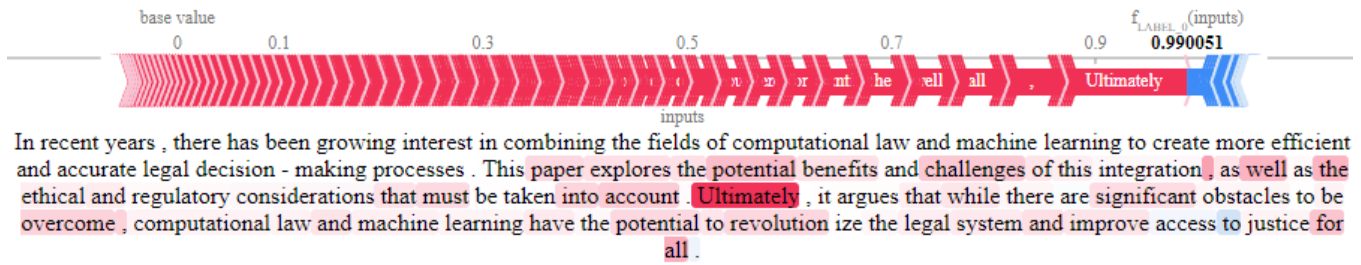 base value f_LABEL_0(inputs)
0 0.1 0.3 0.5 0.7 0.9 0.990051
or nt he vell all , Ultimately
inputs
In recent years , there has been growing interest in combining the fields of computational law and machine learning to create more efficient
and accurate legal decision - making processes . This paper explores the potential benefits and challenges of this integration , as well as the
ethical and regulatory considerations that must be taken into account . Ultimately , it argues that while there are significant obstacles to be
overcome , computational law and machine learning have the potential to revolution ize the legal system and improve access to justice for
all .